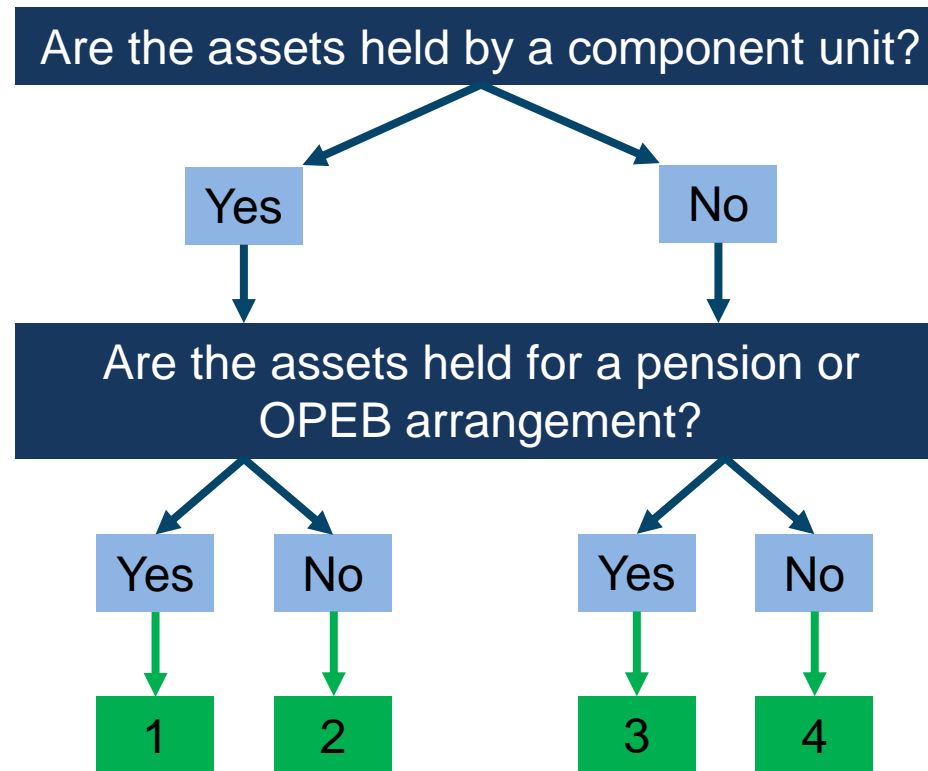 Are the assets held by a component unit?
Yes
No
Are the assets held for a pension or
OPEB arrangement?
Yes
No
Yes
No
1
2
3
4